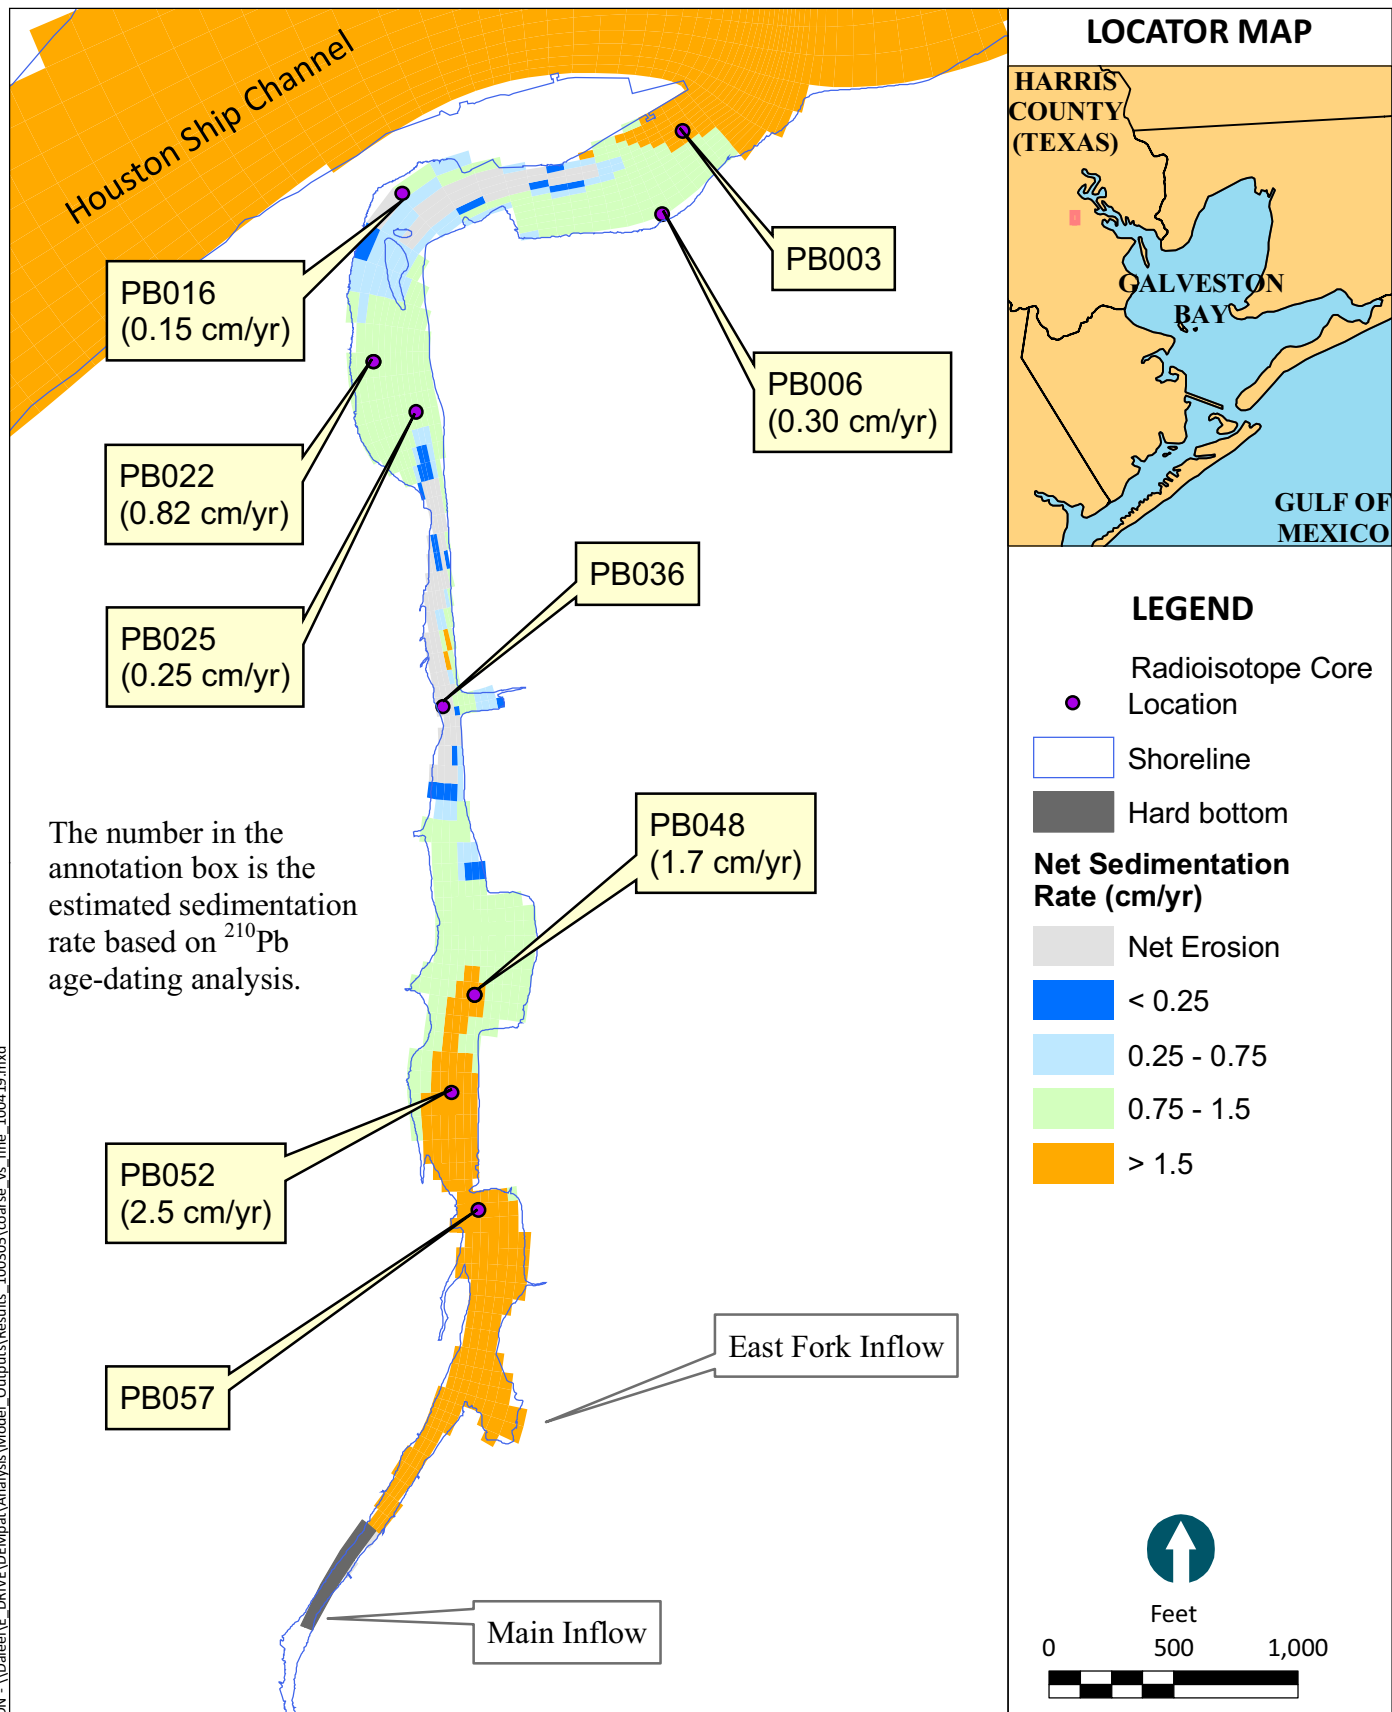 Houston Ship Channel
PB016
(0.15 cm/yr)
PB003
PB006
(0.30 cm/yr)
PB022
(0.82 cm/yr)
PB025
(0.25 cm/yr)
PB036
The number in the
annotation box is the
estimated sedimentation
rate based on ²¹⁰Pb
age-dating analysis.
PB048
(1.7 cm/yr)
PB052
(2.5 cm/yr)
PB057
East Fork Inflow
Main Inflow
LOCATOR MAP
HARRIS
COUNTY
(TEXAS)
GALVESTON
BAY
GULF OF
MEXICO
LEGEND
Radioisotope Core
Location
Shoreline
Hard bottom
Net Sedimentation
Rate (cm/yr)
Net Erosion
< 0.25
0.25 - 0.75
0.75 - 1.5
> 1.5
Feet
0 500 1,000